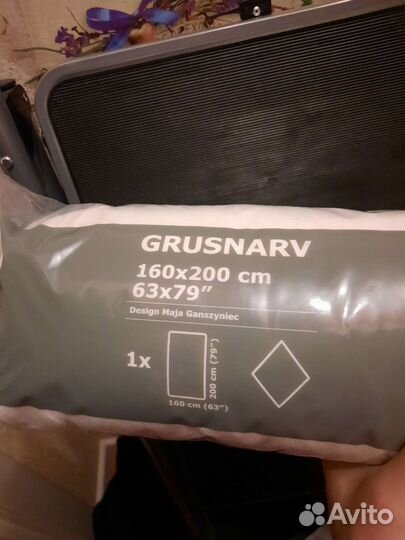 GRUSNARV
160x200 cm
63x79”
Design Maja Ganszyniec
1x
200 cm (79”)
160 cm (63”)
Avito